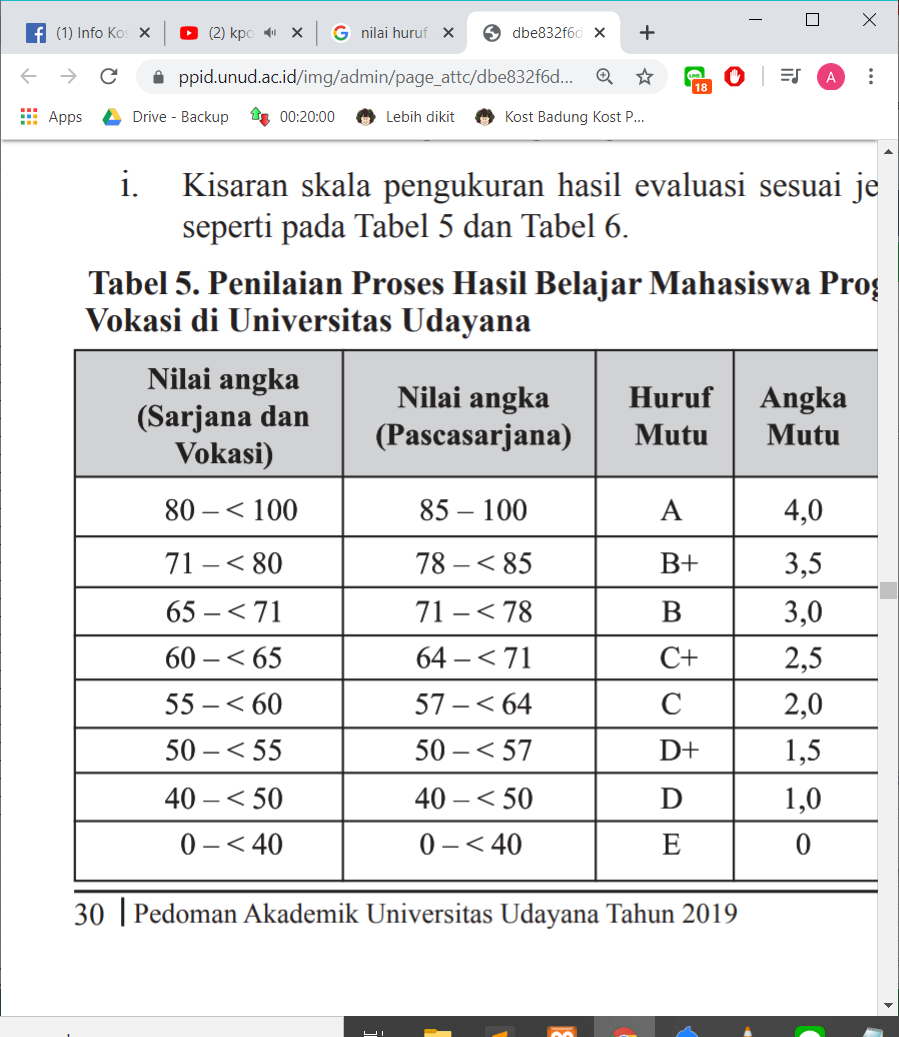 (1) Info Kos
(2) kpo
nilai huruf
dbe832f6d
ppid.unud.ac.id/img/admin/page_attc/dbe832f6d...
LINE
18
A
Apps
Drive - Backup
00:20:00
Lebih dikit
Kost Badung Kost P...
i. Kisaran skala pengukuran hasil evaluasi sesuai je
seperti pada Tabel 5 dan Tabel 6.
Tabel 5. Penilaian Proses Hasil Belajar Mahasiswa Prog
Vokasi di Universitas Udayana
Nilai angka
(Sarjana dan
Vokasi)
Nilai angka
(Pascasarjana)
Huruf
Mutu
Angka
Mutu
80 – < 100 85 – 100 A 4,0
71 – < 80 78 – < 85 B+ 3,5
65 – < 71 71 – < 78 B 3,0
60 – < 65 64 – < 71 C+ 2,5
55 – < 60 57 – < 64 C 2,0
50 – < 55 50 – < 57 D+ 1,5
40 – < 50 40 – < 50 D 1,0
0 – < 40 0 – < 40 E 0
30 | Pedoman Akademik Universitas Udayana Tahun 2019